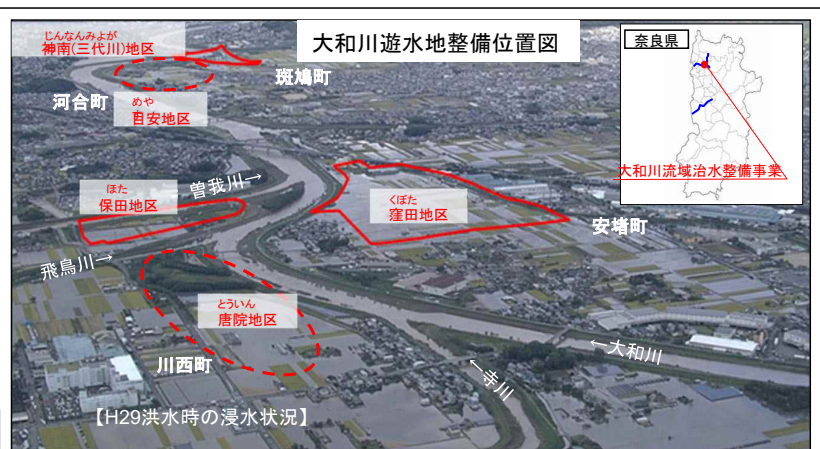 大和川遊水地整備位置図
奈良県
大和川流域治水整備事業
じんなんみよが
神南(三代川)地区
斑鳩町
河合町
めや
目安地区
ほた
保田地区
曽我川→
くぼた
窪田地区
安堵町
飛鳥川→
とういん
唐院地区
川西町
←大和川
←寺川
【H29洪水時の浸水状況】